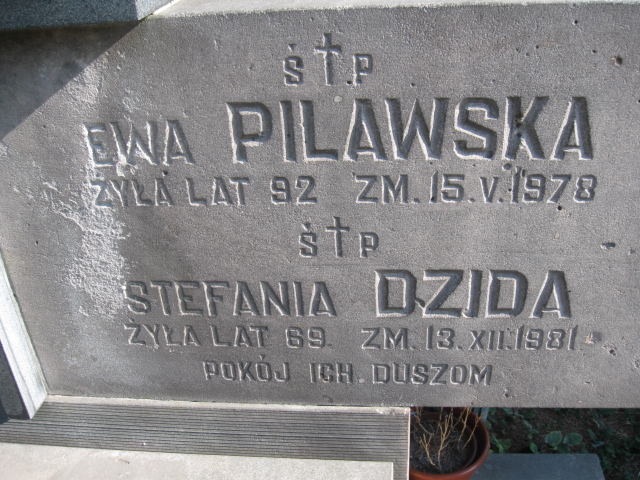 Ś†P
EWA PILAWSKA
ŻYŁA LAT 92 ZM. 15.V.1978
Ś†P
STEFANIA DZIDA
ŻYŁA LAT 69. ZM. 13.XII.1981.
POKÓJ ICH DUSZOM